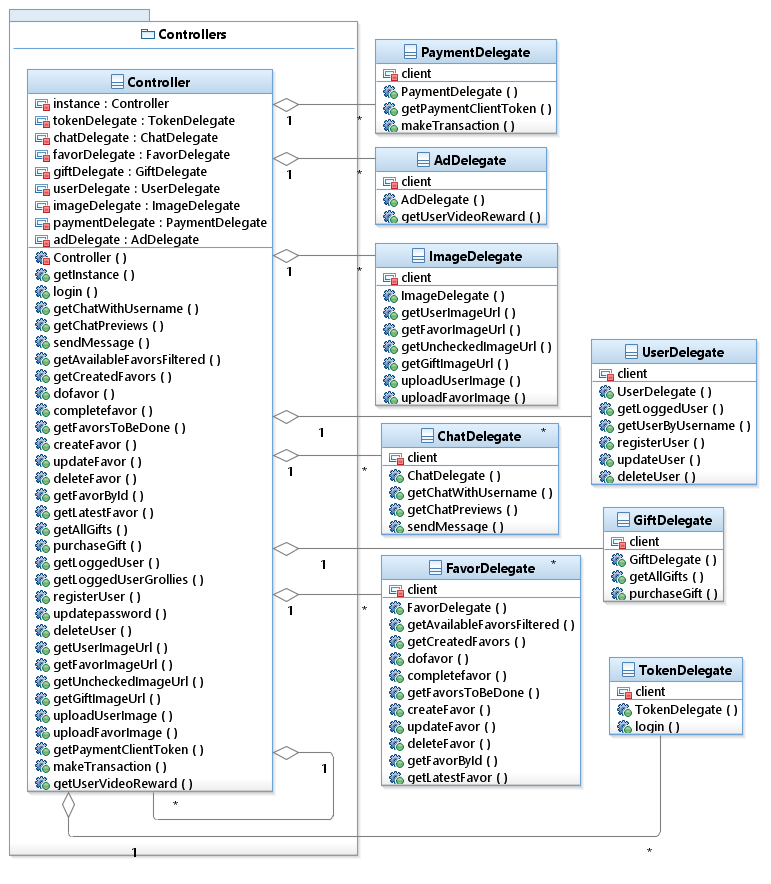 Controllers
Controller
instance : Controller
tokenDelegate : TokenDelegate
chatDelegate : ChatDelegate
favorDelegate : FavorDelegate
giftDelegate : GiftDelegate
userDelegate : UserDelegate
imageDelegate : ImageDelegate
paymentDelegate : PaymentDelegate
adDelegate : AdDelegate
Controller ( )
getInstance ( )
login ( )
getChatWithUsername ( )
getChatPreviews ( )
sendMessage ( )
getAvailableFavorsFiltered ( )
getCreatedFavors ( )
dofavor ( )
completefavor ( )
getFavorsToBeDone ( )
createFavor ( )
updateFavor ( )
deleteFavor ( )
getFavorById ( )
getLatestFavor ( )
getAllGifts ( )
purchaseGift ( )
getLoggedUser ( )
getLoggedUserGrollies ( )
registerUser ( )
updatepassword ( )
deleteUser ( )
getUserImageUrl ( )
getFavorImageUrl ( )
getUncheckedImageUrl ( )
getGiftImageUrl ( )
uploadUserImage ( )
uploadFavorImage ( )
getPaymentClientToken ( )
makeTransaction ( )
getUserVideoReward ( )
1 *
1 *
1 *
1 *
1 *
1 *
1 *
1
*
1 *
PaymentDelegate
client
PaymentDelegate ( )
getPaymentClientToken ( )
makeTransaction ( )
AdDelegate
client
AdDelegate ( )
getUserVideoReward ( )
ImageDelegate
client
ImageDelegate ( )
getUserImageUrl ( )
getFavorImageUrl ( )
getUncheckedImageUrl ( )
getGiftImageUrl ( )
uploadUserImage ( )
uploadFavorImage ( )
UserDelegate
client
UserDelegate ( )
getLoggedUser ( )
getUserByUsername ( )
registerUser ( )
updateUser ( )
deleteUser ( )
ChatDelegate
client
ChatDelegate ( )
getChatWithUsername ( )
getChatPreviews ( )
sendMessage ( )
GiftDelegate
client
GiftDelegate ( )
getAllGifts ( )
purchaseGift ( )
FavorDelegate
client
FavorDelegate ( )
getAvailableFavorsFiltered ( )
getCreatedFavors ( )
dofavor ( )
completefavor ( )
getFavorsToBeDone ( )
createFavor ( )
updateFavor ( )
deleteFavor ( )
getFavorById ( )
getLatestFavor ( )
TokenDelegate
client
TokenDelegate ( )
login ( )